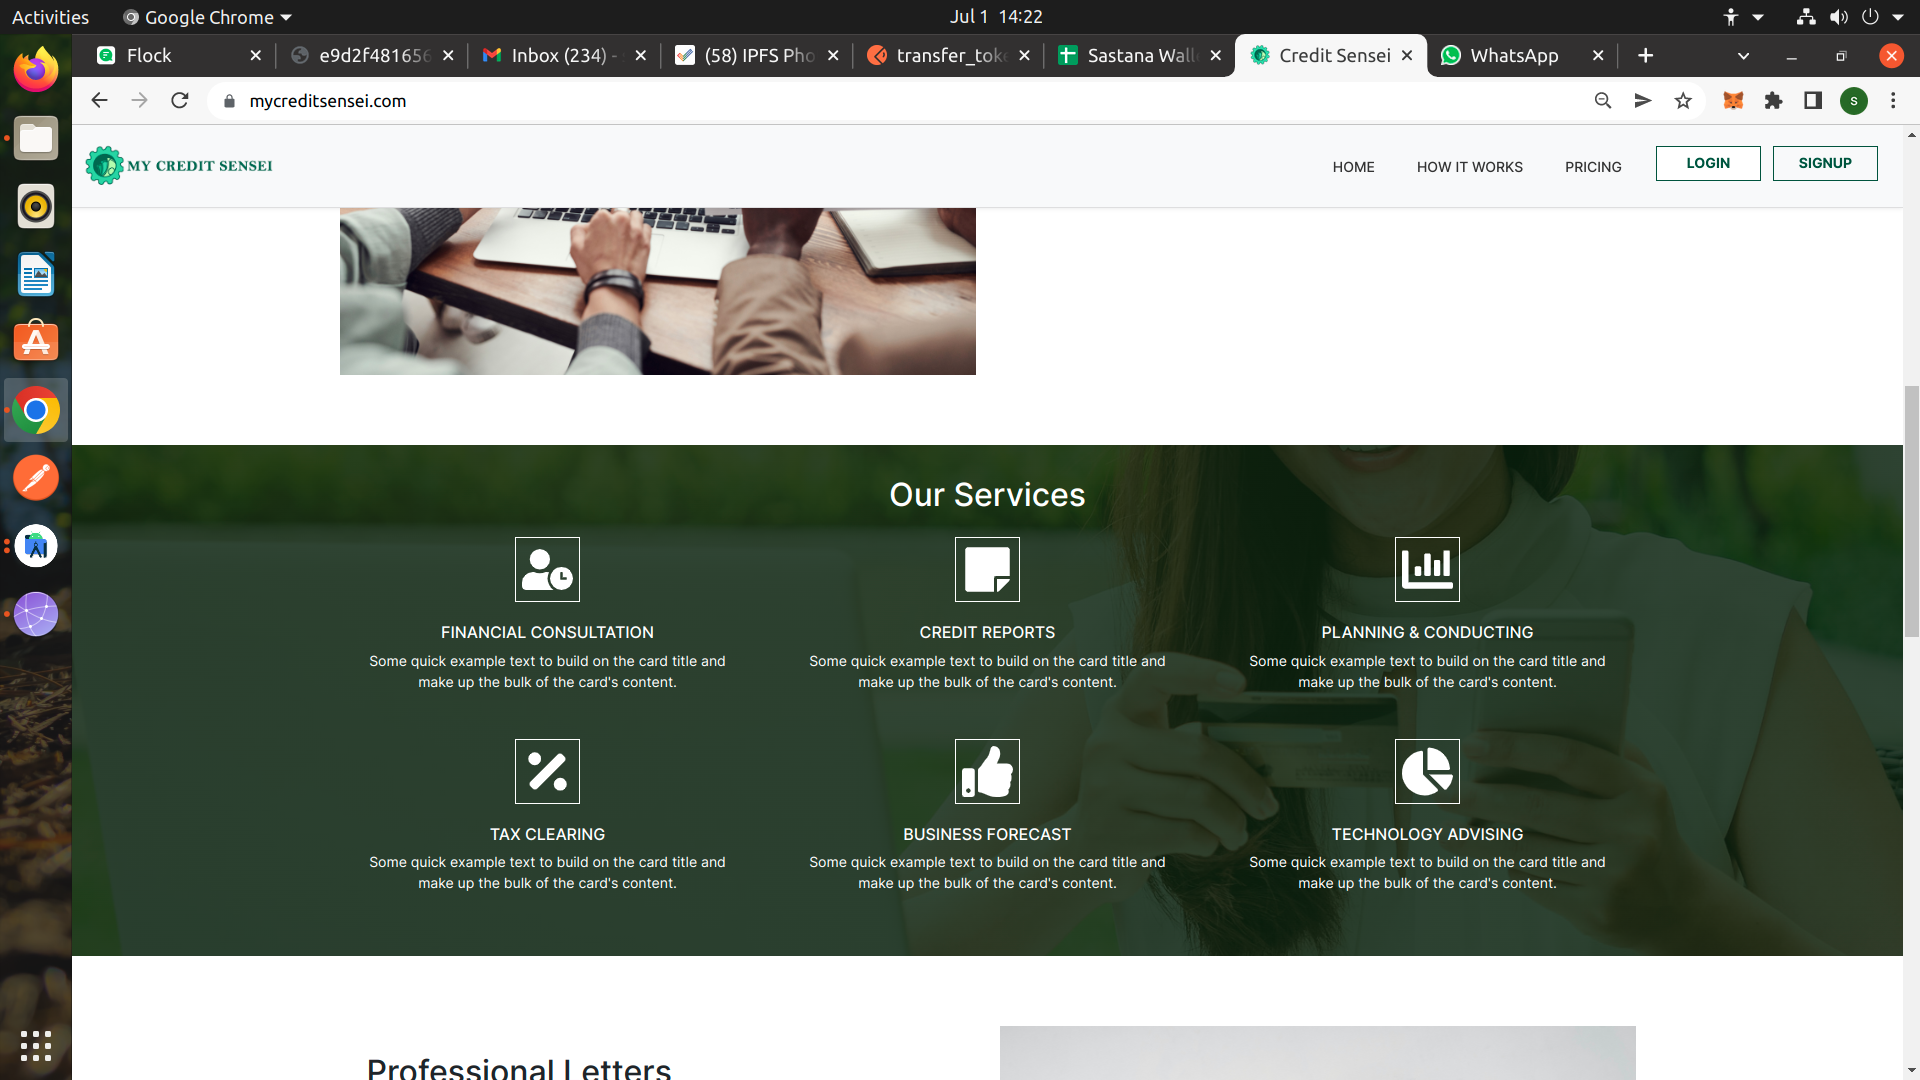 Activities
Google Chrome
Jul 1 14:22
Flock
e9d2f481656
Inbox (234) -
(58) IPFS Pho
transfer_toke
Sastana Walle
Credit Sensei
WhatsApp
mycreditsensei.com
S
MY CREDIT SENSEI
HOME
HOW IT WORKS
PRICING
LOGIN
SIGNUP
Our Services
FINANCIAL CONSULTATION
Some quick example text to build on the card title and
make up the bulk of the card's content.
CREDIT REPORTS
Some quick example text to build on the card title and
make up the bulk of the card's content.
PLANNING & CONDUCTING
Some quick example text to build on the card title and
make up the bulk of the card's content.
TAX CLEARING
Some quick example text to build on the card title and
make up the bulk of the card's content.
BUSINESS FORECAST
Some quick example text to build on the card title and
make up the bulk of the card's content.
TECHNOLOGY ADVISING
Some quick example text to build on the card title and
make up the bulk of the card's content.
Professional Letters